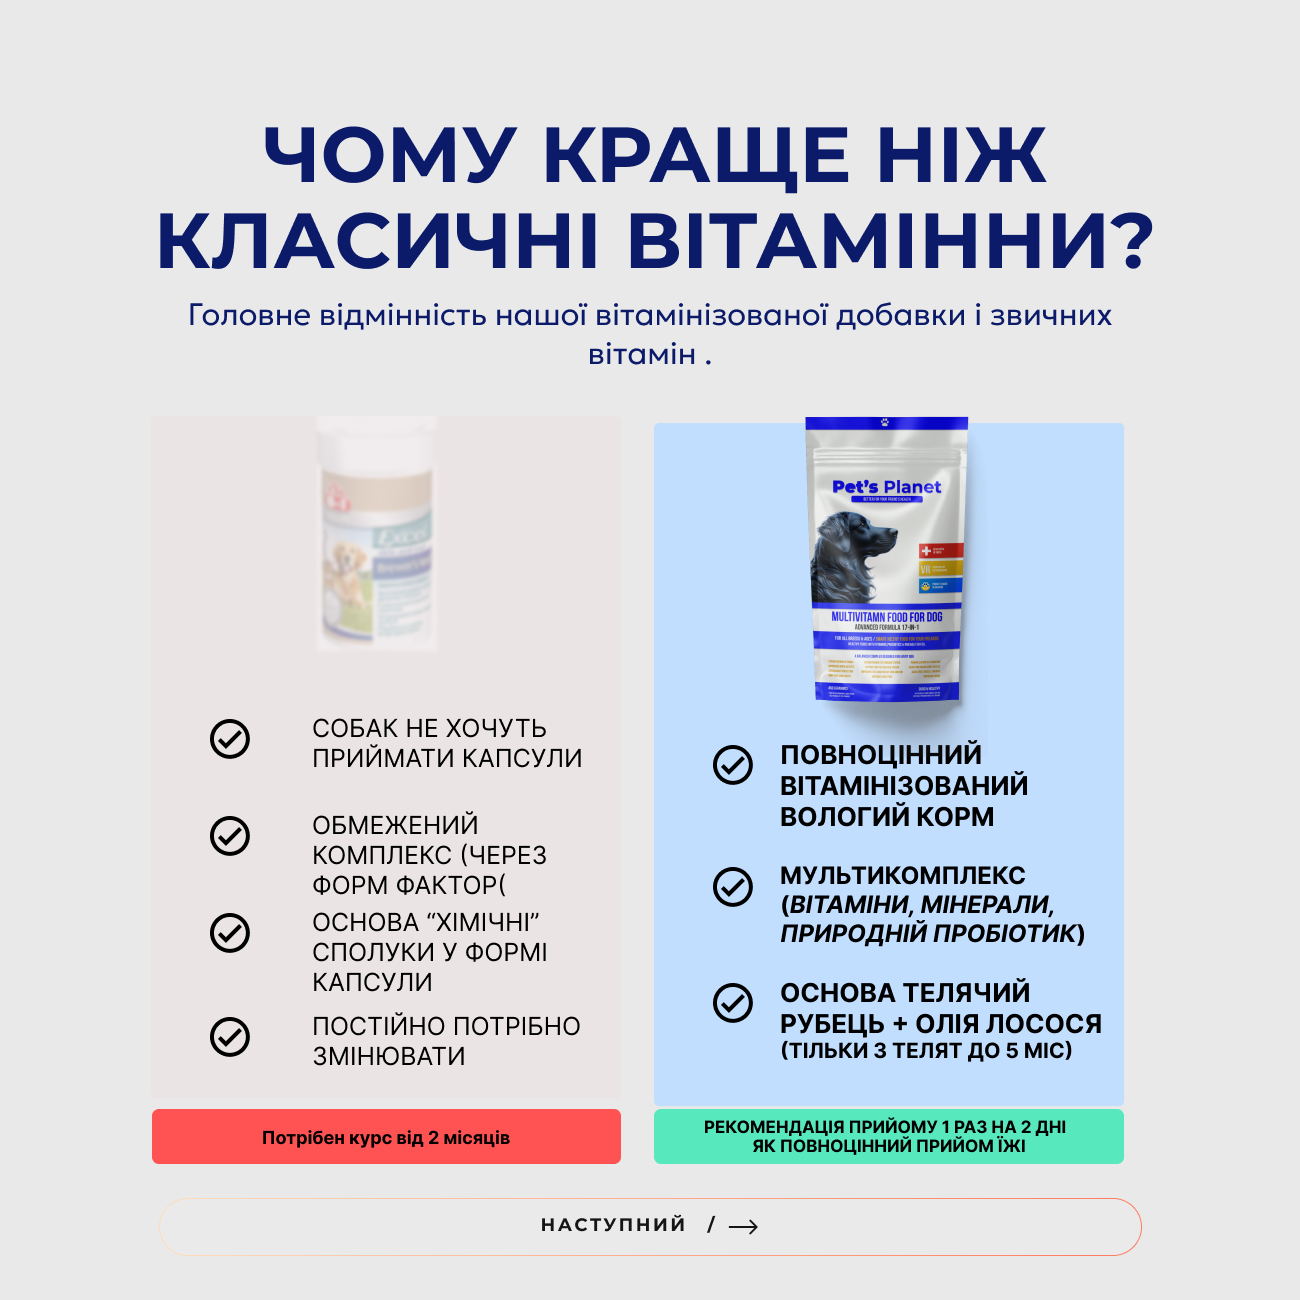 ЧОМУ КРАЩЕ НІЖ
КЛАСИЧНІ ВІТАМІННИ?
Головне відмінність нашої вітамінізованої добавки і звичних
вітамін .
Excel
СОБАК НЕ ХОЧУТЬ
ПРИЙМАТИ КАПСУЛИ
ОБМЕЖЕНИЙ
КОМПЛЕКС (ЧЕРЕЗ
ФОРМ ФАКТОР(
ОСНОВА “ХІМІЧНІ”
СПОЛУКИ У ФОРМІ
КАПСУЛИ
ПОСТІЙНО ПОТРІБНО
ЗМІНЮВАТИ
Потрібен курс від 2 місяців
Pet's Planet
VR
MULTIVITAMN FOOD FOR DOG
ADVANCED FORMULA 17-IN-1
ПОВНОЦІННИЙ
ВІТАМІНІЗОВАНИЙ
ВОЛОГИЙ КОРМ
МУЛЬТИКОМПЛЕКС
(ВІТАМІНИ, МІНЕРАЛИ,
ПРИРОДНІЙ ПРОБІОТИК)
ОСНОВА ТЕЛЯЧИЙ
РУБЕЦЬ + ОЛІЯ ЛОСОСЯ
(ТІЛЬКИ З ТЕЛЯТ ДО 5 МІС)
РЕКОМЕНДАЦІЯ ПРИЙОМУ 1 РАЗ НА 2 ДНІ
ЯК ПОВНОЦІННИЙ ПРИЙОМ ЇЖІ
НАСТУПНИЙ / →